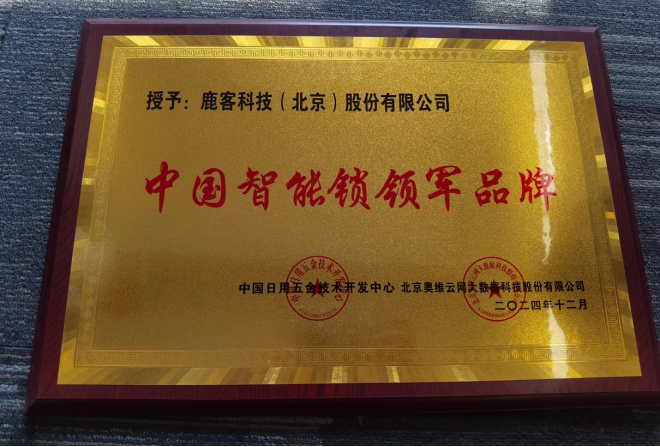 授予：鹿客科技（北京）股份有限公司
中国智能锁领军品牌
中国日用五金技术开发中心 北京奥维云网大数据科技股份有限公司
二〇二四年十二月